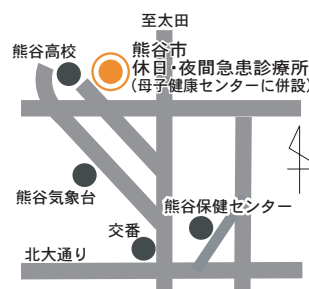 至太田
熊谷高校
熊谷市
休日・夜間急患診療所
(母子健康センターに併設)
熊谷気象台
熊谷保健センター
交番
北大通り